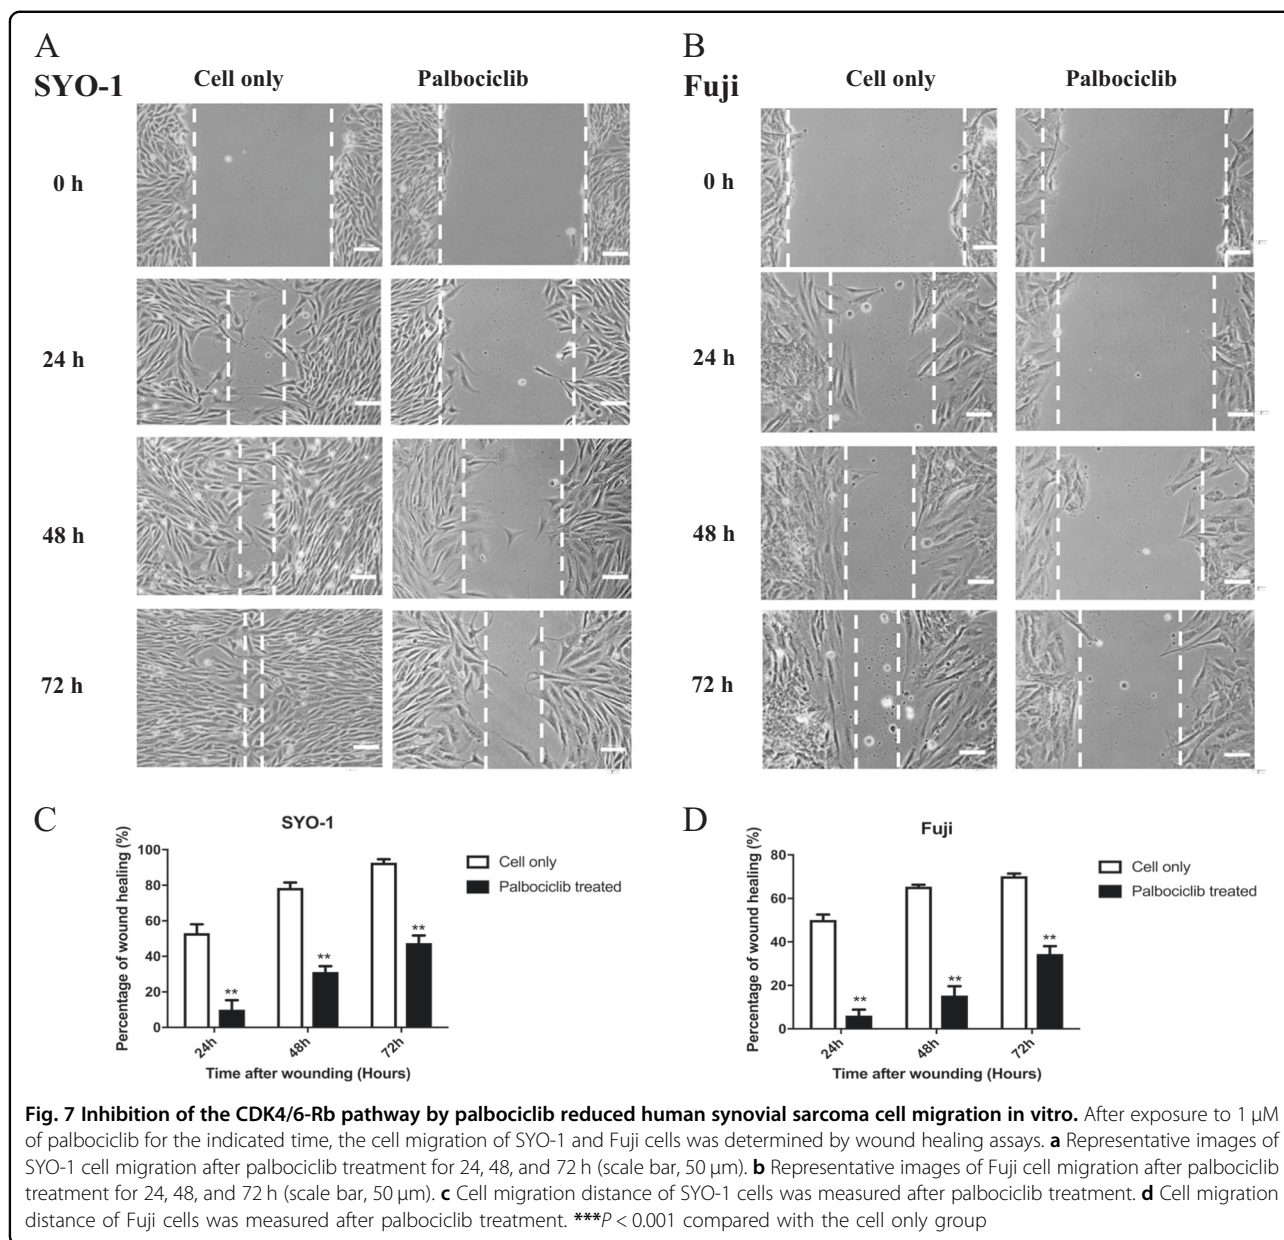 A
SYO-1
Cell only
Palbociclib
0 h
24 h
48 h
72 h
B
Fuji
Cell only
Palbociclib
0 h
24 h
48 h
72 h
C
SYO-1
Percentage of wound healing (%)
100
80
60
40
20
0
**
**
**
24h
48h
72h
Time after wounding (Hours)
Cell only
Palbociclib treated
D
Fuji
Percentage of wound healing (%)
80
60
40
20
0
**
**
**
24h
48h
72h
Time after wounding (Hours)
Cell only
Palbociclib treated
Fig. 7 Inhibition of the CDK4/6-Rb pathway by palbociclib reduced human synovial sarcoma cell migration in vitro. After exposure to 1 µM
of palbociclib for the indicated time, the cell migration of SYO-1 and Fuji cells was determined by wound healing assays. a Representative images of
SYO-1 cell migration after palbociclib treatment for 24, 48, and 72 h (scale bar, 50 µm). b Representative images of Fuji cell migration after palbociclib
treatment for 24, 48, and 72 h (scale bar, 50 µm). c Cell migration distance of SYO-1 cells was measured after palbociclib treatment. d Cell migration
distance of Fuji cells was measured after palbociclib treatment. ***P < 0.001 compared with the cell only group